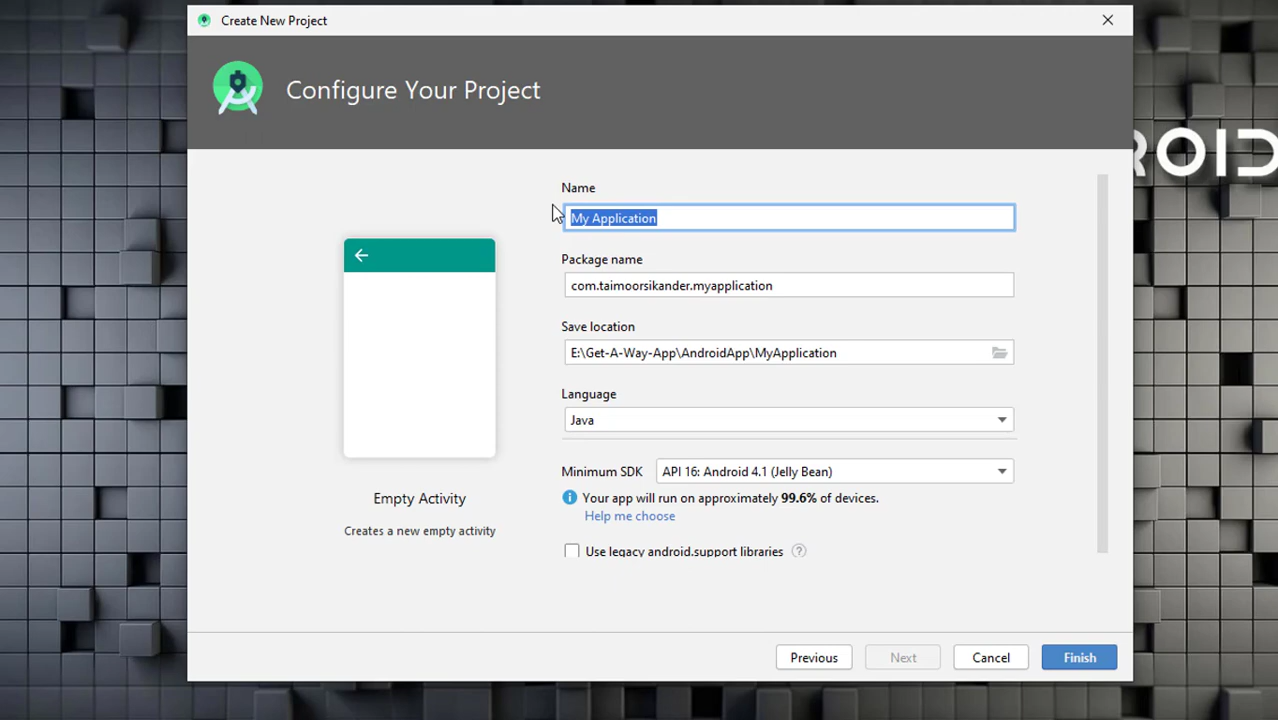 Create New Project
Configure Your Project
Name
My Application
Package name
com.taimoorsikander.myapplication
Save location
E:\Get-A-Way-App\AndroidApp\MyApplication
Language
Java
Minimum SDK
API 16: Android 4.1 (Jelly Bean)
Your app will run on approximately 99.6% of devices.
Help me choose
Use legacy android.support libraries ?
Empty Activity
Creates a new empty activity
Previous
Next
Cancel
Finish
ROID